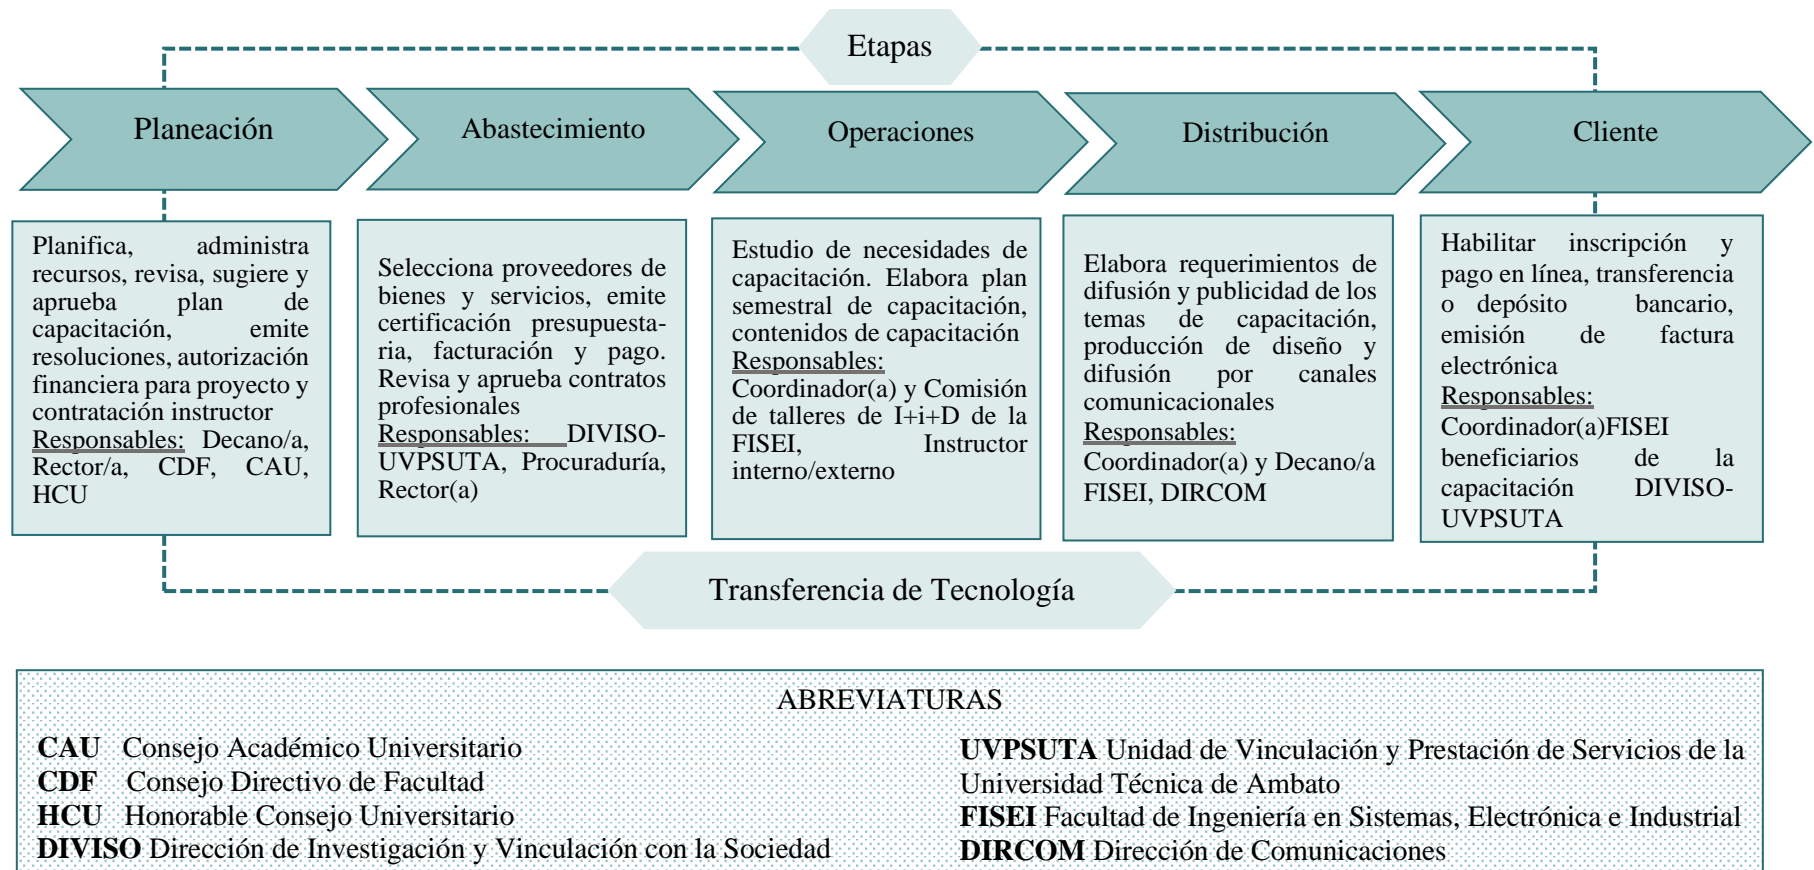 Etapas
Planeación
Abastecimiento
Operaciones
Distribución
Cliente
Planifica, administra
recursos, revisa, sugiere y
aprueba plan de
capacitación, emite
resoluciones, autorización
financiera para proyecto y
contratación instructor
Responsables: Decano/a,
Rector/a, CDF, CAU,
HCU
Selecciona proveedores de
bienes y servicios, emite
certificación presupuesta-
ria, facturación y pago.
Revisa y aprueba contratos
profesionales
Responsables: DIVISO-
UVPSUTA, Procuraduría,
Rector(a)
Estudio de necesidades de
capacitación. Elabora plan
semestral de capacitación,
contenidos de capacitación
Responsables:
Coordinador(a) y Comisión
de talleres de I+i+D de la
FISEI, Instructor
interno/externo
Elabora requerimientos de
difusión y publicidad de los
temas de capacitación,
producción de diseño y
difusión por canales
comunicacionales
Responsables:
Coordinador(a) y Decano/a
FISEI, DIRCOM
Habilitar inscripción y
pago en línea, transferencia
o depósito bancario,
emisión de factura
electrónica
Responsables:
Coordinador(a)FISEI
beneficiarios de la
capacitación DIVISO-
UVPSUTA
Transferencia de Tecnología
ABREVIATURAS
CAU Consejo Académico Universitario
CDF Consejo Directivo de Facultad
HCU Honorable Consejo Universitario
DIVISO Dirección de Investigación y Vinculación con la Sociedad
UVPSUTA Unidad de Vinculación y Prestación de Servicios de la
Universidad Técnica de Ambato
FISEI Facultad de Ingeniería en Sistemas, Electrónica e Industrial
DIRCOM Dirección de Comunicaciones